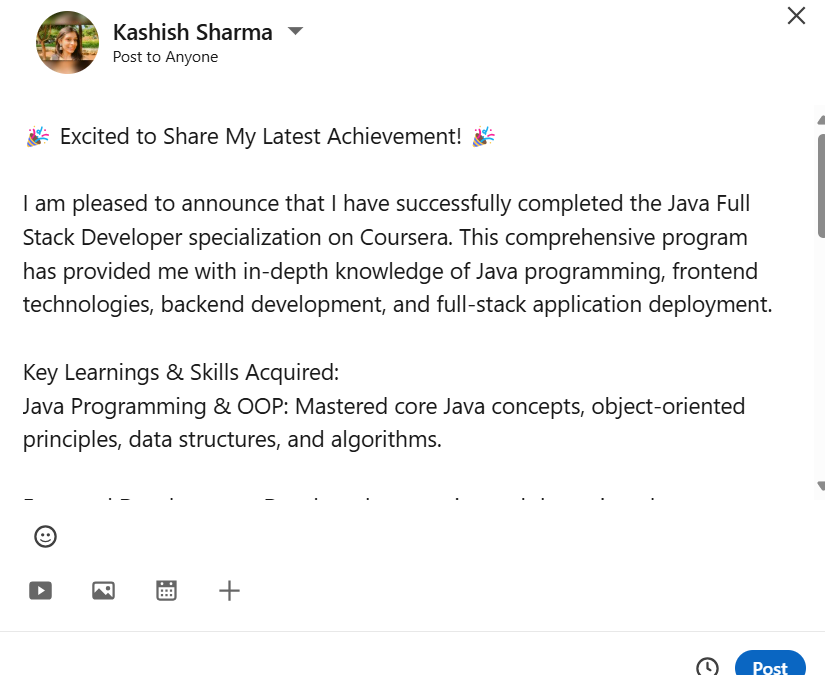 Kashish Sharma
Post to Anyone
🎉 Excited to Share My Latest Achievement! 🎉
I am pleased to announce that I have successfully completed the Java Full
Stack Developer specialization on Coursera. This comprehensive program
has provided me with in-depth knowledge of Java programming, frontend
technologies, backend development, and full-stack application deployment.
Key Learnings & Skills Acquired:
Java Programming & OOP: Mastered core Java concepts, object-oriented
principles, data structures, and algorithms.
Post